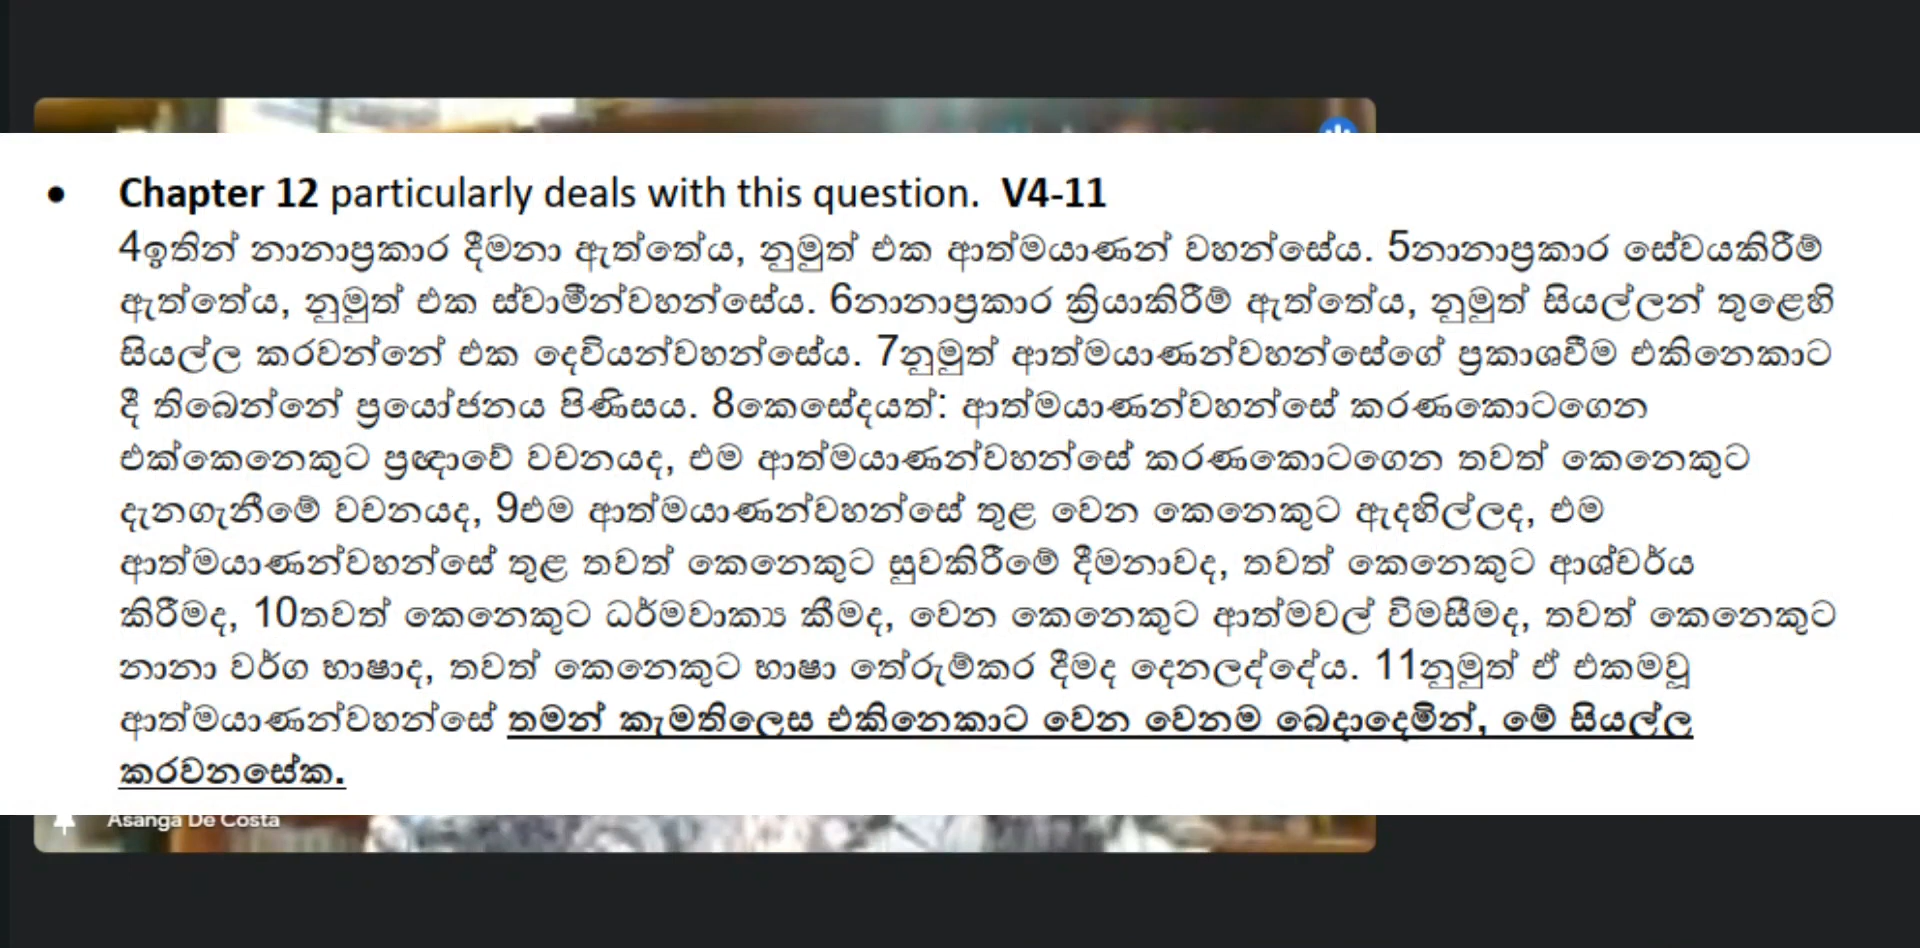 • Chapter 12 particularly deals with this question. V4-11
4ඉතින් නානාප්‍රකාර දීමනා ඇත්තේය, නුමුත් එක ආත්මයාණන් වහන්සේය. 5නානාප්‍රකාර සේවයකිරීම්
ඇත්තේය, නුමුත් එක ස්වාමීන්වහන්සේය. 6නානාප්‍රකාර ක්‍රියාකිරීම් ඇත්තේය, නුමුත් සියල්ලන් තුළෙහි
සියල්ල කරවන්නේ එක දෙවියන්වහන්සේය. 7නුමුත් ආත්මයාණන්වහන්සේගේ ප්‍රකාශවීම එකිනෙකාට
දී තිබෙන්නේ ප්‍රයෝජනය පිණිසය. 8කෙසේදයත්: ආත්මයාණන්වහන්සේ කරණකොටගෙන
එක්කෙනෙකුට ප්‍රඥාවේ වචනයද, එම ආත්මයාණන්වහන්සේ කරණකොටගෙන තවත් කෙනෙකුට
දැනගැනීමේ වචනයද, 9එම ආත්මයාණන්වහන්සේ තුළ වෙන කෙනෙකුට ඇදහිල්ලද, එම
ආත්මයාණන්වහන්සේ තුළ තවත් කෙනෙකුට සුවකිරීමේ දීමනාවද, තවත් කෙනෙකුට ආශ්චර්ය
කිරීමද, 10තවත් කෙනෙකුට ධර්මවාක්‍ය කීමද, වෙන කෙනෙකුට ආත්මවල් විමසීමද, තවත් කෙනෙකුට
නානා වර්ග භාෂාද, තවත් කෙනෙකුට භාෂා තේරුම්කර දීමද දෙනලද්දේය. 11නුමුත් ඒ එකමවූ
ආත්මයාණන්වහන්සේ තමන් කැමතිලෙස එකිනෙකාට වෙන වෙනම බෙදාදෙමින්, මේ සියල්ල
කරවනසේක.
Asanga De Costa